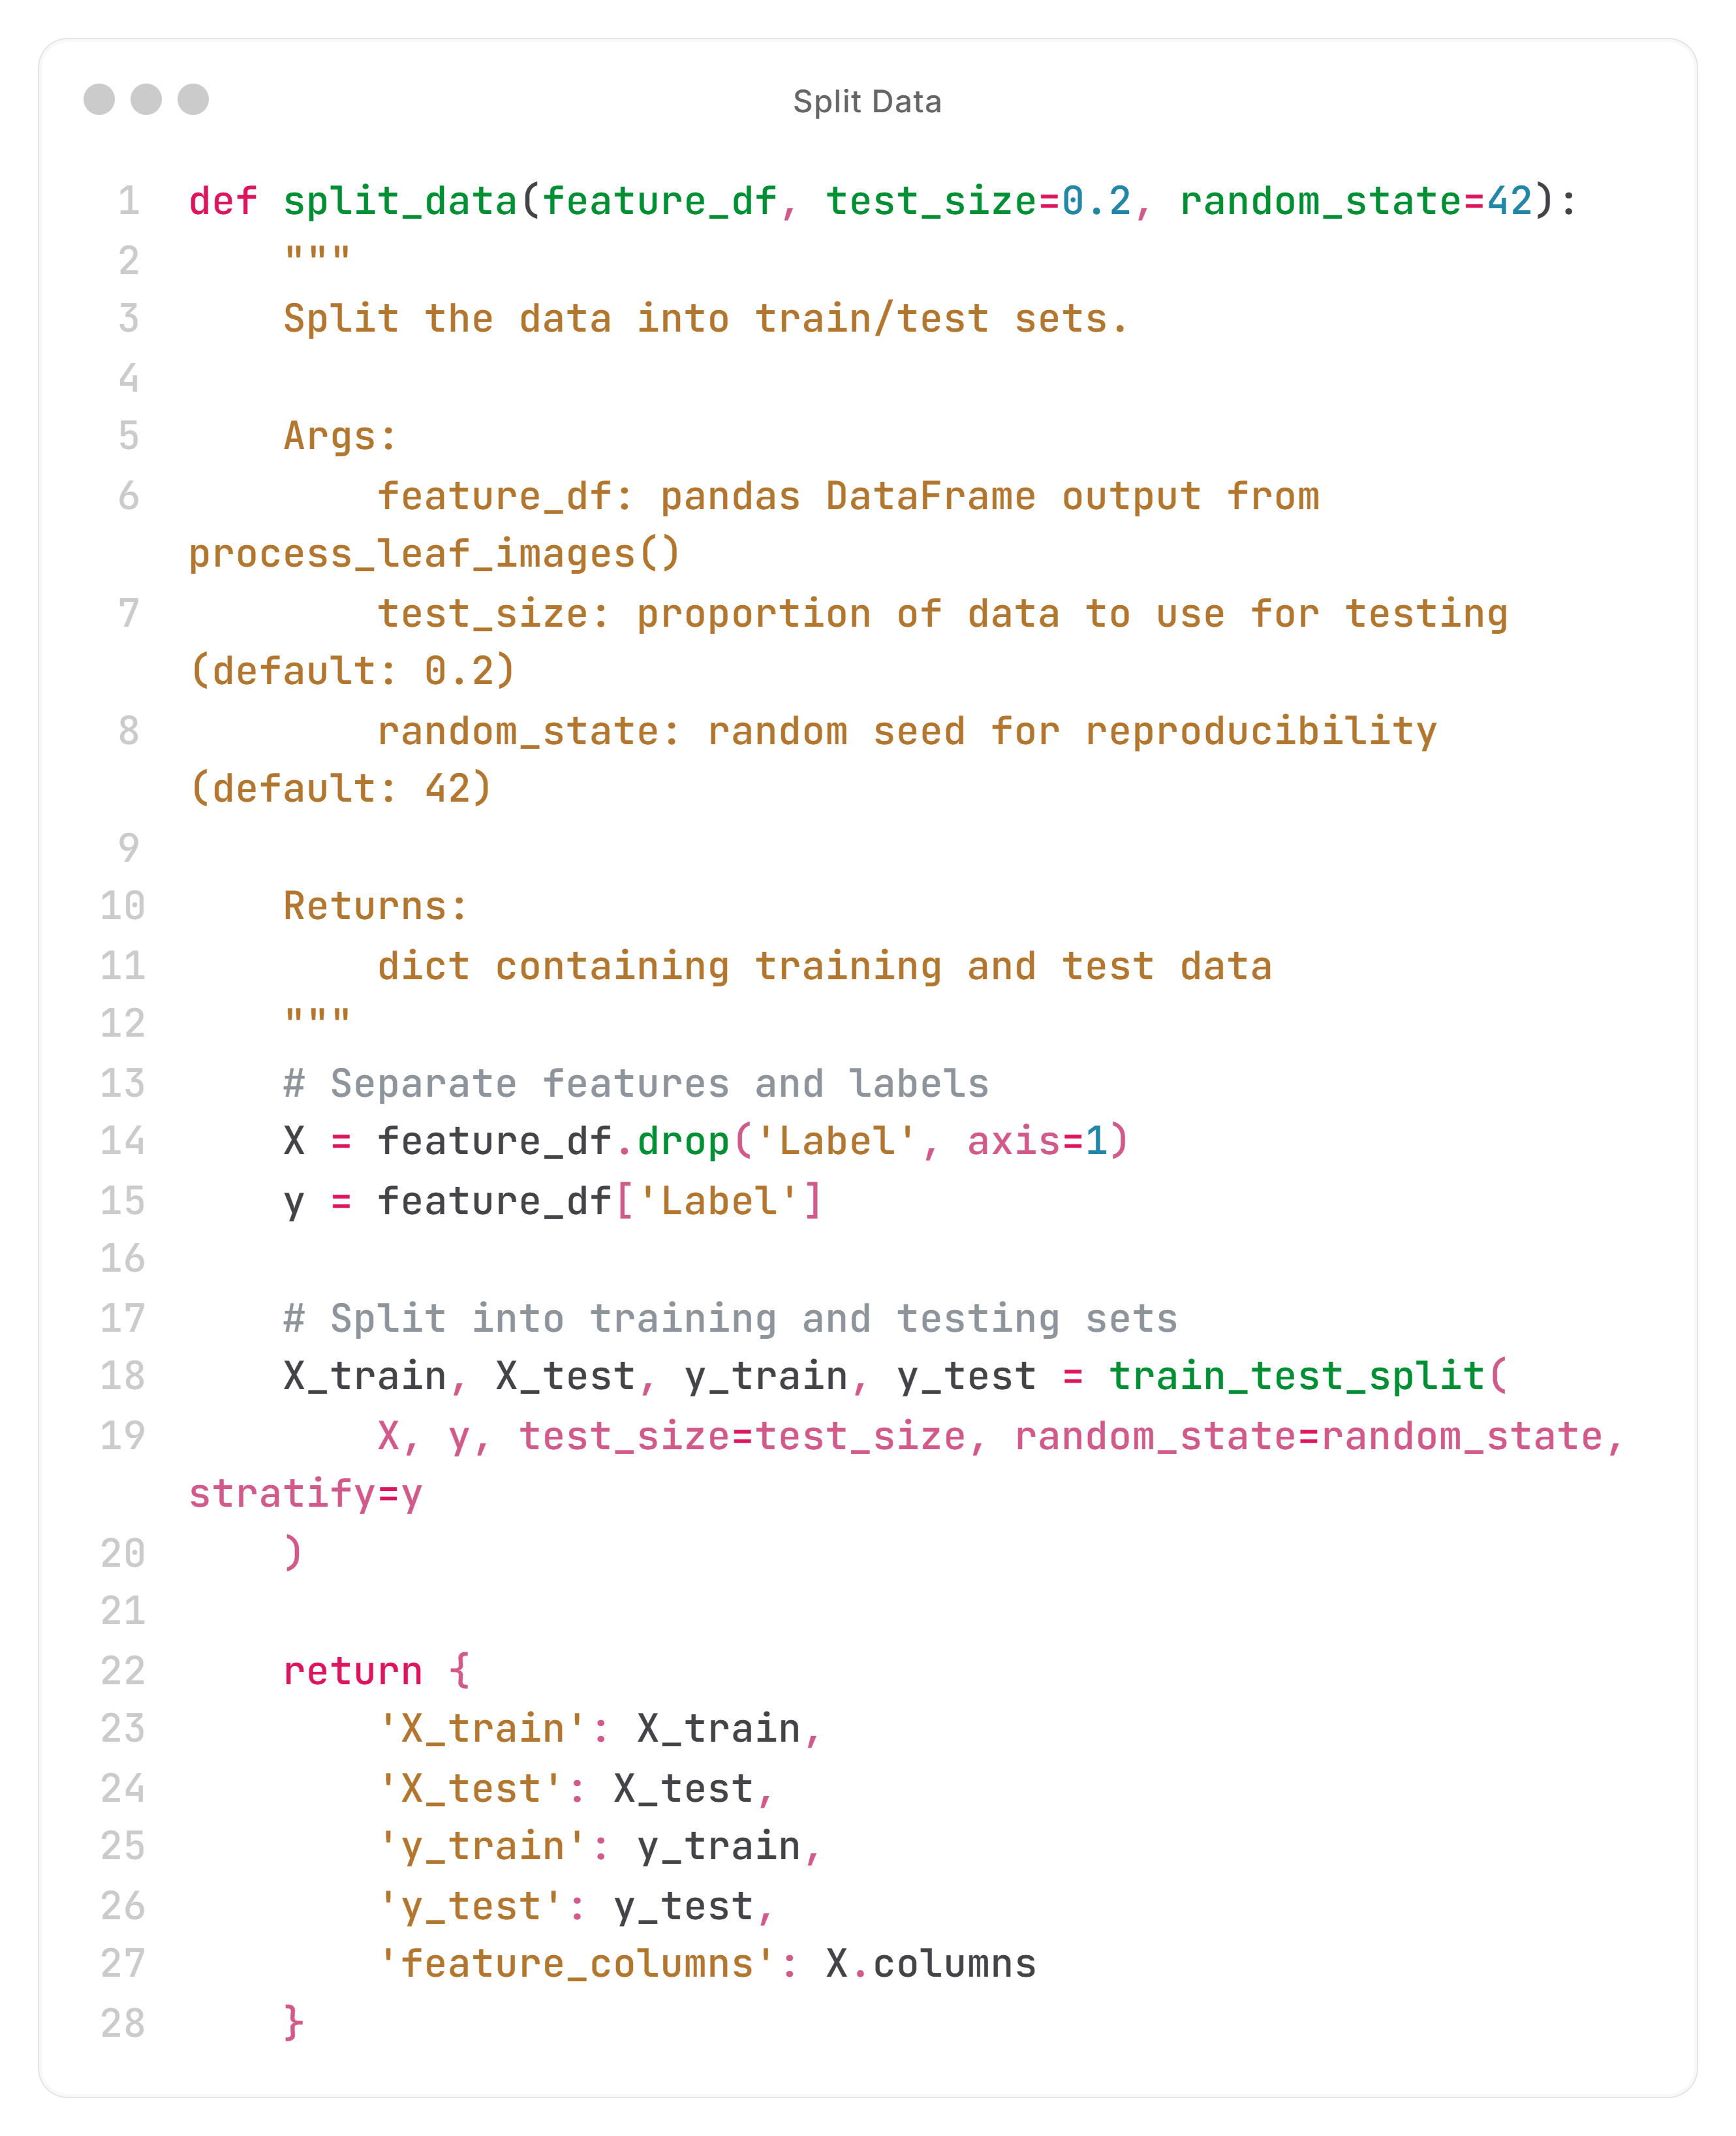 Split Data
1 def split_data(feature_df, test_size=0.2, random_state=42):
2     """
3     Split the data into train/test sets.
4
5     Args:
6         feature_df: pandas DataFrame output from
process_leaf_images()
7         test_size: proportion of data to use for testing
(default: 0.2)
8         random_state: random seed for reproducibility
(default: 42)
9
10     Returns:
11         dict containing training and test data
12     """
13     # Separate features and labels
14     X = feature_df.drop('Label', axis=1)
15     y = feature_df['Label']
16
17     # Split into training and testing sets
18     X_train, X_test, y_train, y_test = train_test_split(
19         X, y, test_size=test_size, random_state=random_state,
stratify=y
20     )
21
22     return {
23         'X_train': X_train,
24         'X_test': X_test,
25         'y_train': y_train,
26         'y_test': y_test,
27         'feature_columns': X.columns
28     }